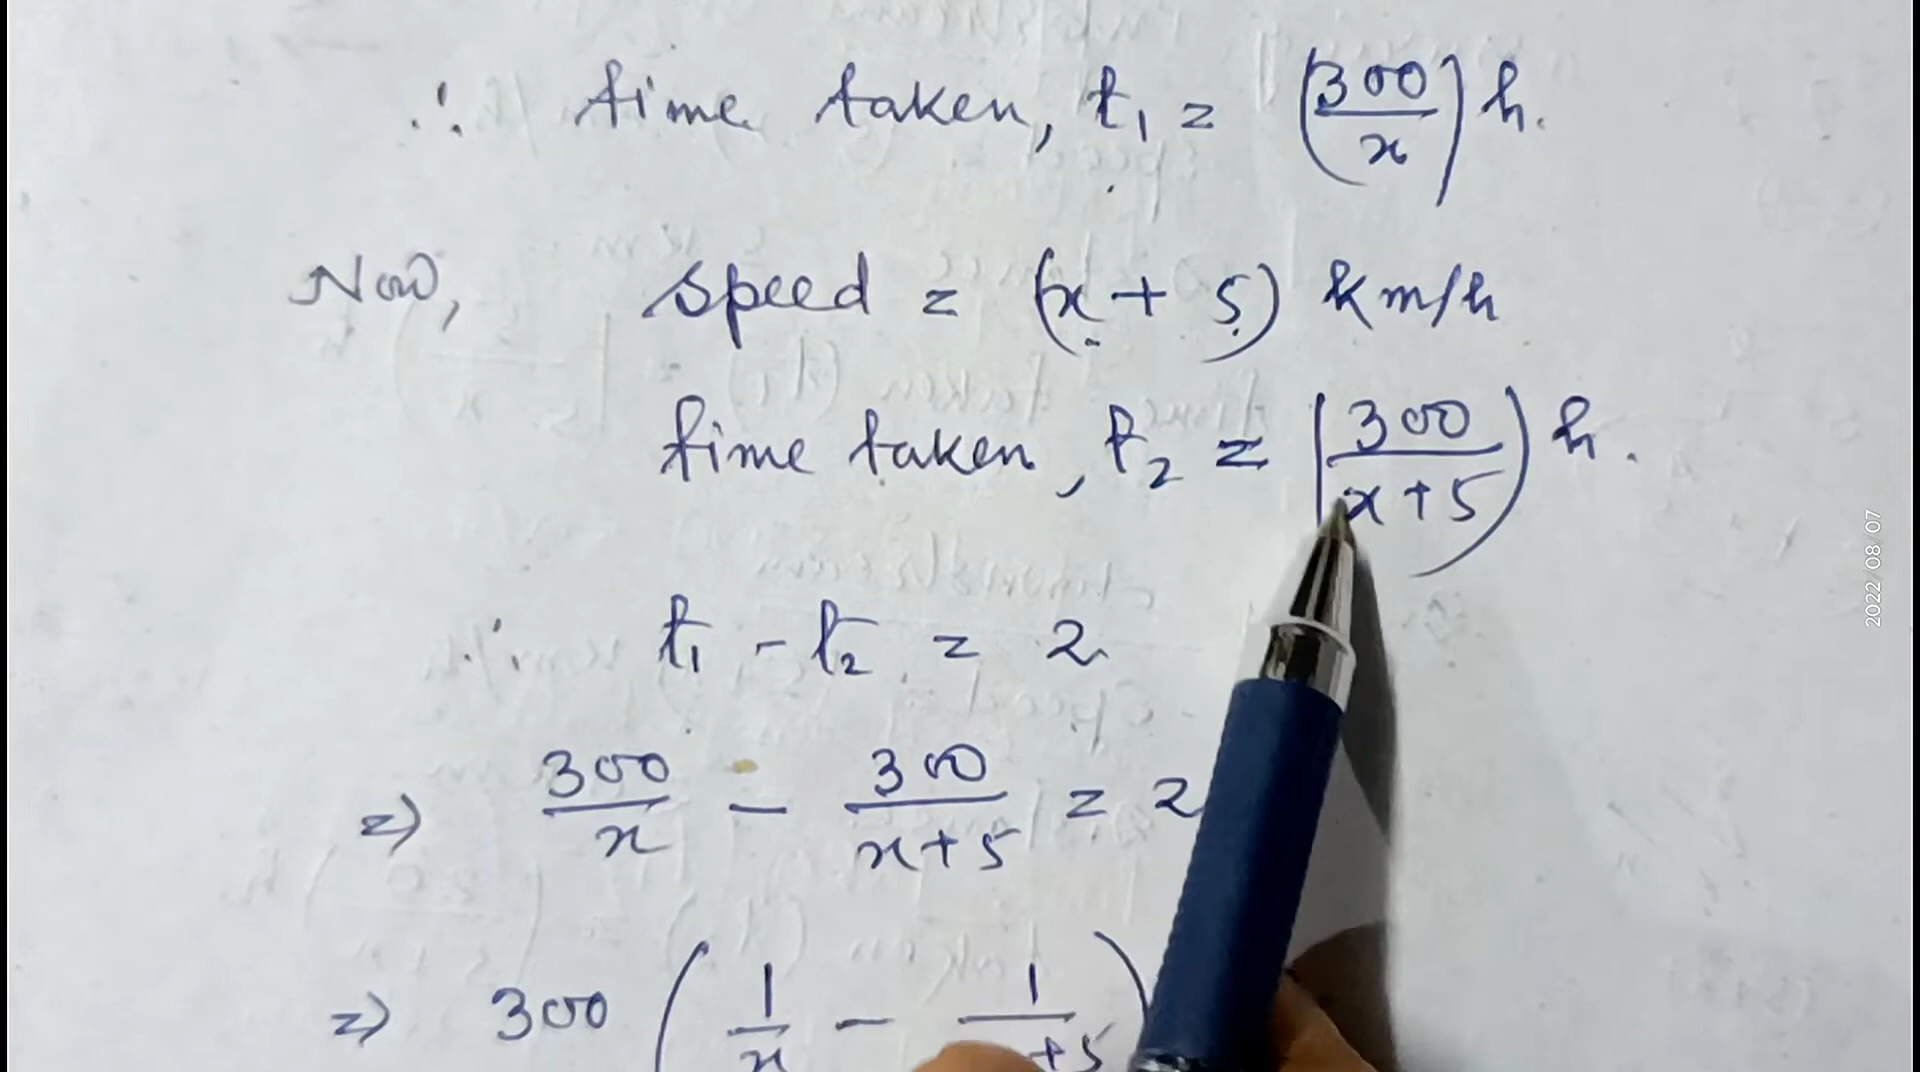 ∴ time taken, t₁ = (300/x) h.
Now, speed = (x + 5) km/h
time taken, t₂ = (300/x+5) h.
∴ t₁ - t₂ = 2
⇒ 300/x - 300/x+5 = 2
⇒ 300 (1/x - 1/+5)
2022/08/07